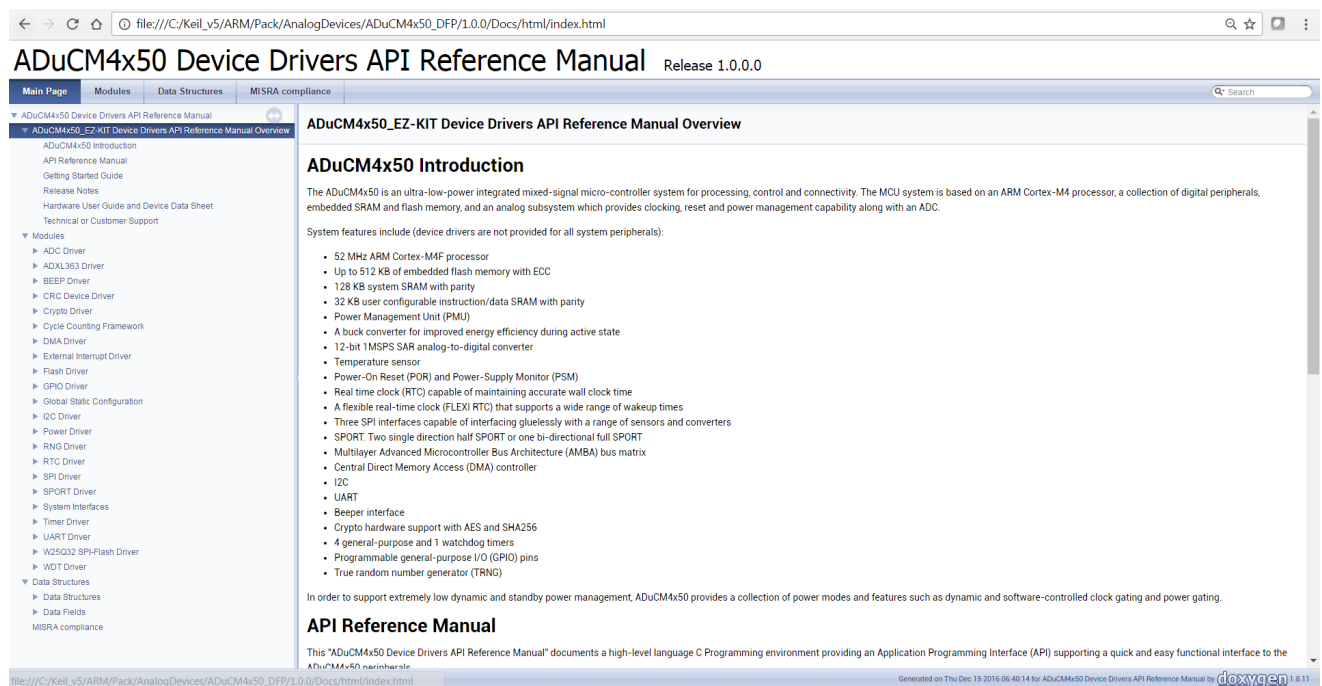 file:///C:/Keil_v5/ARM/Pack/AnalogDevices/ADuCM4x50_DFP/1.0.0/Docs/html/index.html
ADuCM4x50 Device Drivers API Reference Manual Release 1.0.0.0
Main Page Modules Data Structures MISRA compliance Search
ADuCM4x50 Device Drivers API Reference Manual
ADuCM4x50_EZ-KIT Device Drivers API Reference Manual Overview
ADuCM4x50 Introduction
API Reference Manual
Getting Started Guide
Release Notes
Hardware User Guide and Device Data Sheet
Technical or Customer Support
Modules
ADC Driver
ADXL363 Driver
BEEP Driver
CRC Device Driver
Crypto Driver
Cycle Counting Framework
DMA Driver
External Interrupt Driver
Flash Driver
GPIO Driver
Global Static Configuration
I2C Driver
Power Driver
RNG Driver
RTC Driver
SPI Driver
SPORT Driver
System Interfaces
Timer Driver
UART Driver
W25Q32 SPI-Flash Driver
WDT Driver
Data Structures
Data Structures
Data Fields
MISRA compliance
ADuCM4x50_EZ-KIT Device Drivers API Reference Manual Overview
ADuCM4x50 Introduction
The ADuCM4x50 is an ultra-low-power integrated mixed-signal micro-controller system for processing, control and connectivity. The MCU system is based on an ARM Cortex-M4 processor, a collection of digital peripherals,
embedded SRAM and flash memory, and an analog subsystem which provides clocking, reset and power management capability along with an ADC.
System features include (device drivers are not provided for all system peripherals):
• 52 MHz ARM Cortex-M4F processor
• Up to 512 KB of embedded flash memory with ECC
• 128 KB system SRAM with parity
• 32 KB user configurable instruction/data SRAM with parity
• Power Management Unit (PMU)
• A buck converter for improved energy efficiency during active state
• 12-bit 1MSPS SAR analog-to-digital converter
• Temperature sensor
• Power-On Reset (POR) and Power-Supply Monitor (PSM)
• Real time clock (RTC) capable of maintaining accurate wall clock time
• A flexible real-time clock (FLEXI RTC) that supports a wide range of wakeup times
• Three SPI interfaces capable of interfacing gluelessly with a range of sensors and converters
• SPORT. Two single direction half SPORT or one bi-directional full SPORT
• Multilayer Advanced Microcontroller Bus Architecture (AMBA) bus matrix
• Central Direct Memory Access (DMA) controller
• I2C
• UART
• Beeper interface
• Crypto hardware support with AES and SHA256
• 4 general-purpose and 1 watchdog timers
• Programmable general-purpose I/O (GPIO) pins
• True random number generator (TRNG)
In order to support extremely low dynamic and standby power management, ADuCM4x50 provides a collection of power modes and features such as dynamic and software-controlled clock gating and power gating.
API Reference Manual
This "ADuCM4x50 Device Drivers API Reference Manual" documents a high-level language C Programming environment providing an Application Programming Interface (API) supporting a quick and easy functional interface to the
ADuCM4x50 peripherals.
file:///C:/Keil_v5/ARM/Pack/AnalogDevices/ADuCM4x50_DFP/1.0.0/Docs/html/index.html
Generated on Thu Dec 15 2016 06:40:14 for ADuCM4x50 Device Drivers API Reference Manual by doxygen 1.8.11